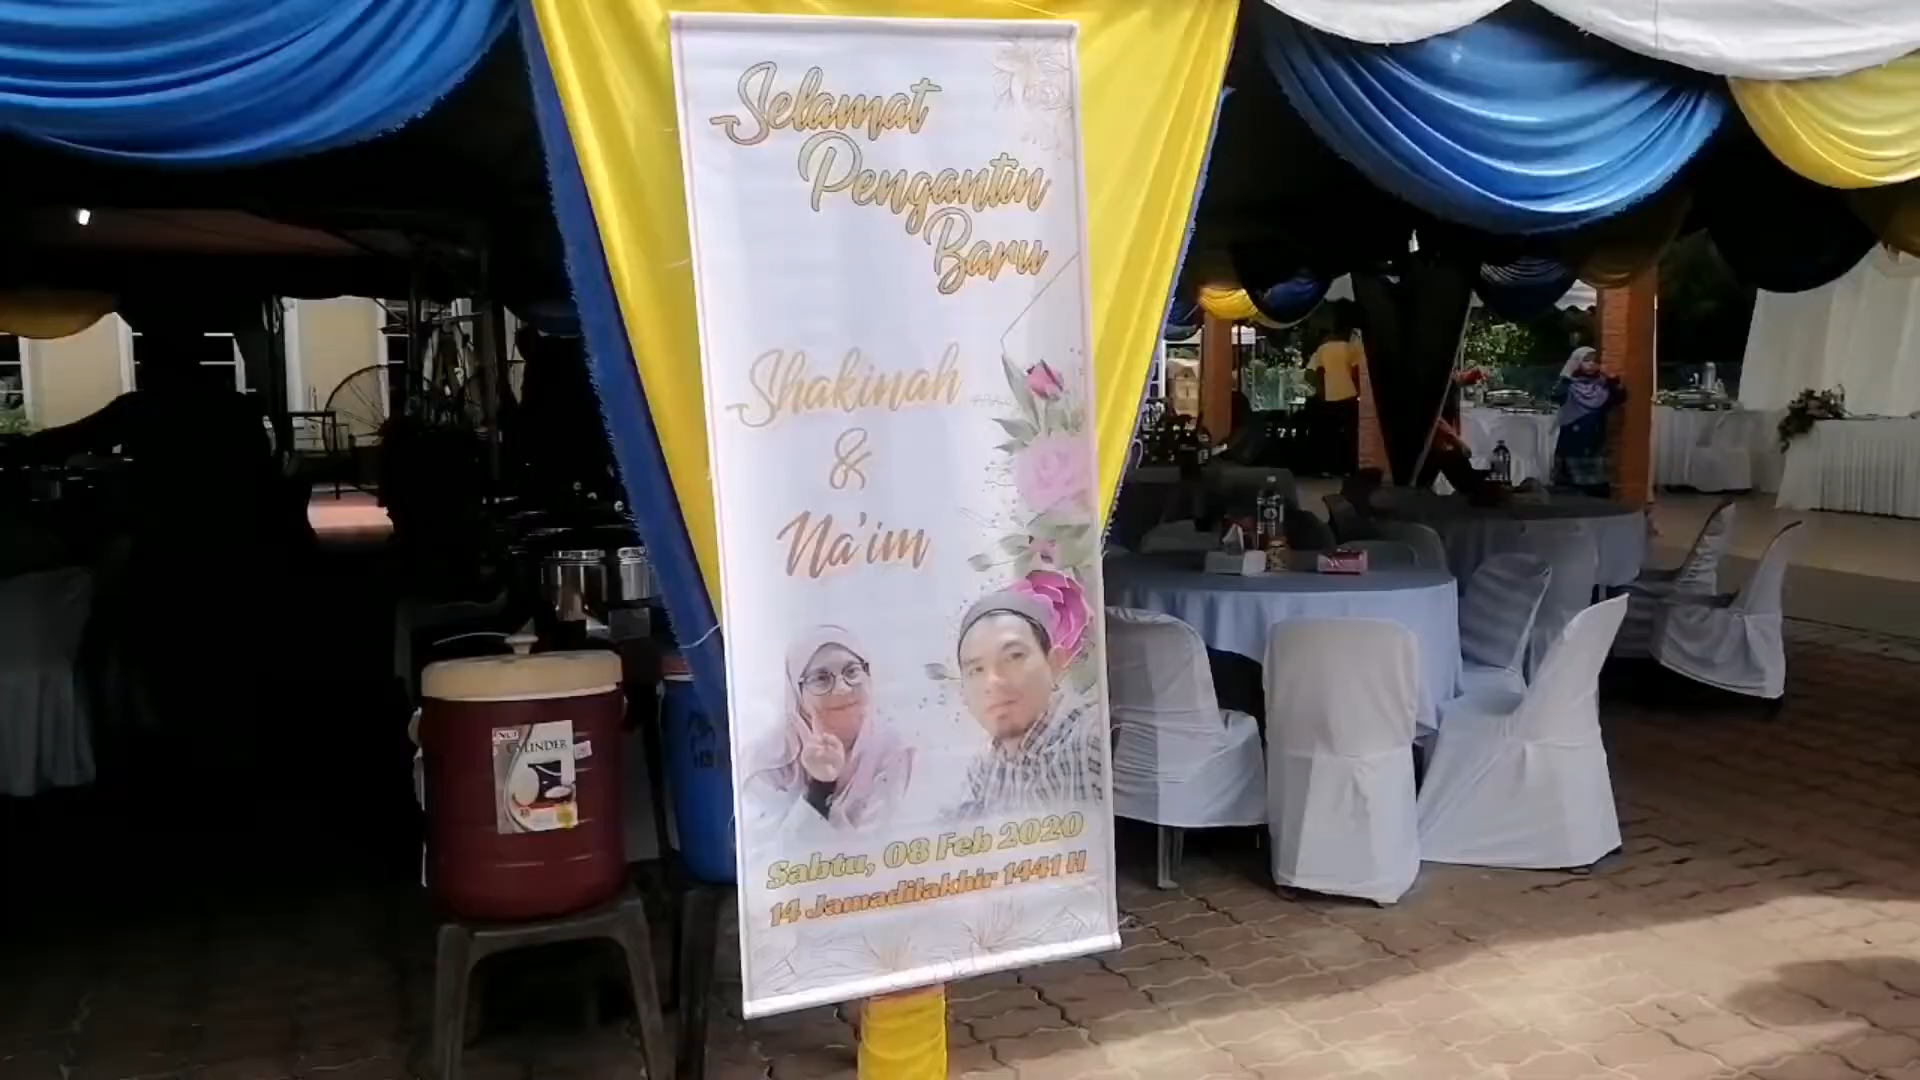 Selamat
Pengantin
Baru
Shakinah
&
Na'im
Sabtu, 08 Feb 2020
14 Jamadilakhir 1441 H
CYLINDER